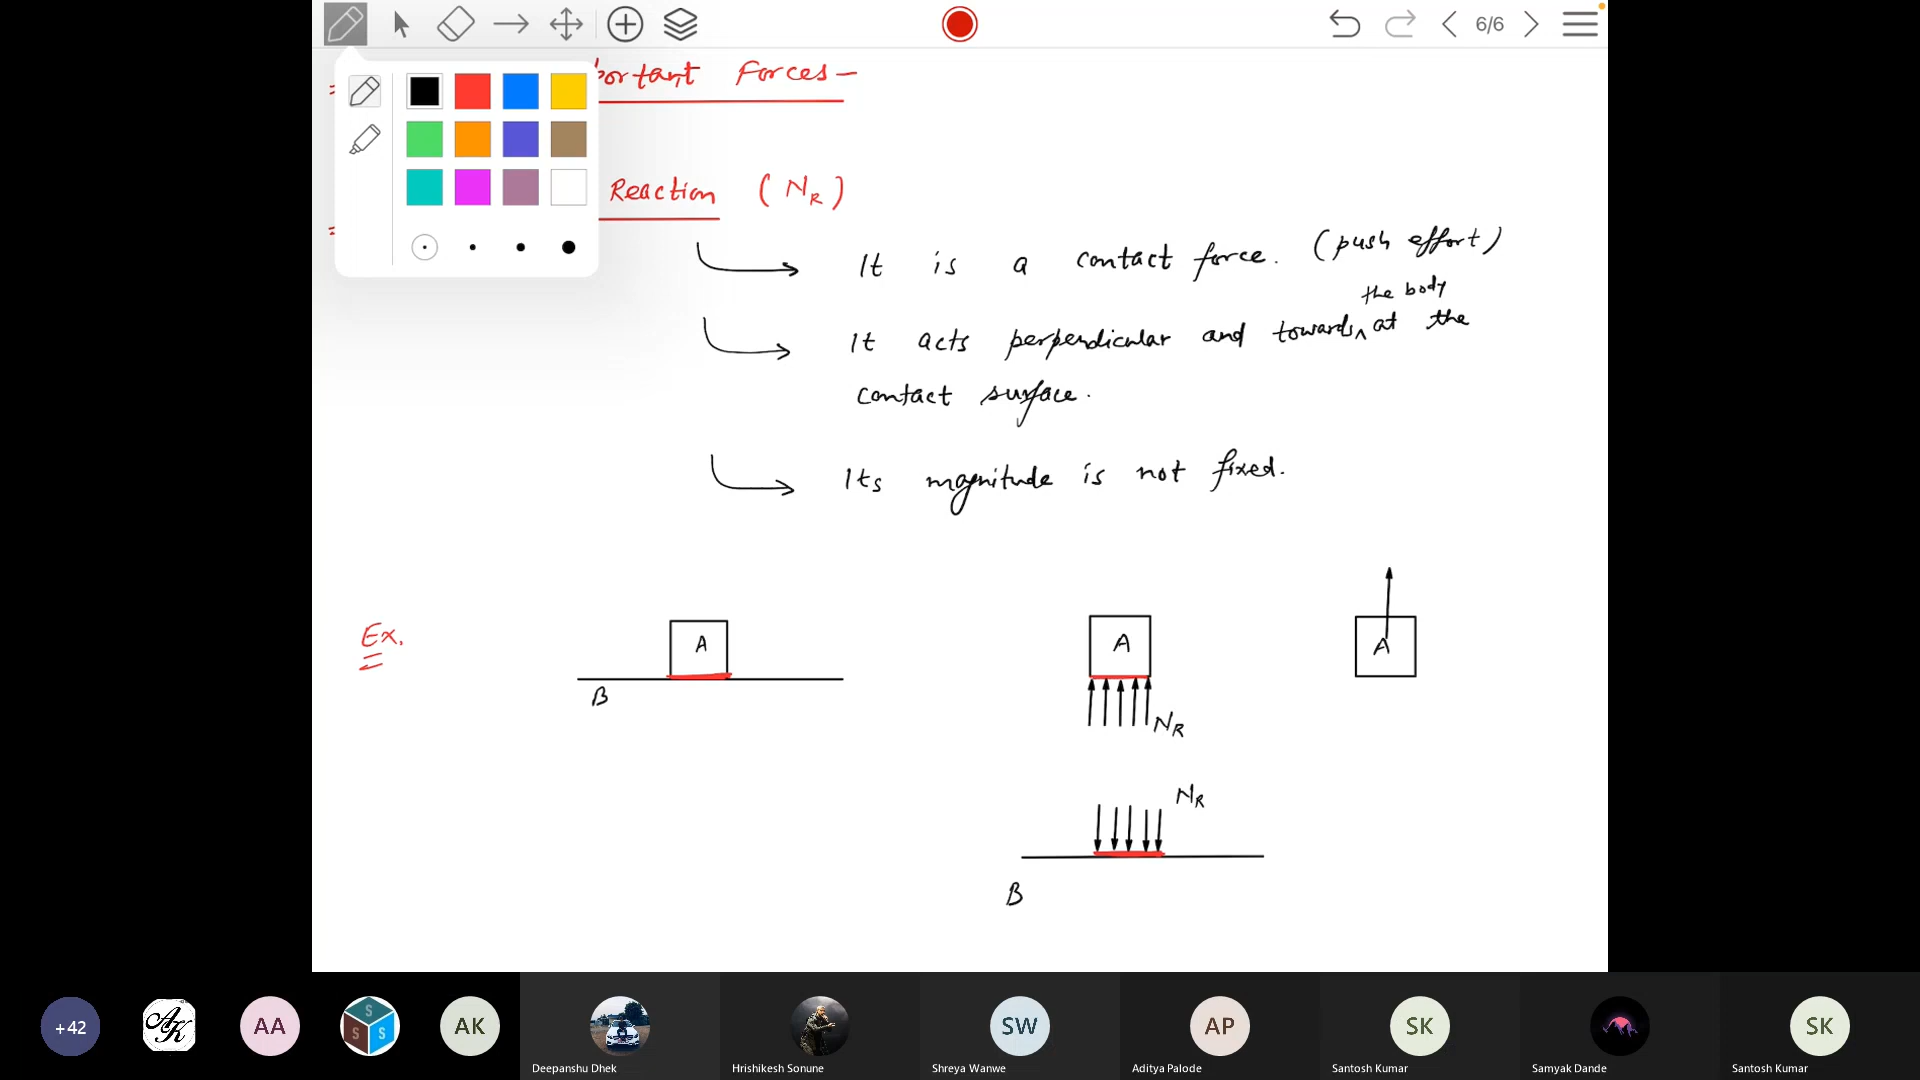 6/6
portant Forces-
Reaction (NR)
It is a contact force. (push effort)
the body
It acts perpendicular and towards^ at the
contact surface.
Its magnitude is not fixed.
Ex.
A
B
A
NR
A
NR
B
+42
AK
AA
S
S S
AK
SW
AP
SK
SK
Deepanshu Dhek
Hrishikesh Sonune
Shreya Wanwe
Aditya Palode
Santosh Kumar
Samyak Dande
Santosh Kumar